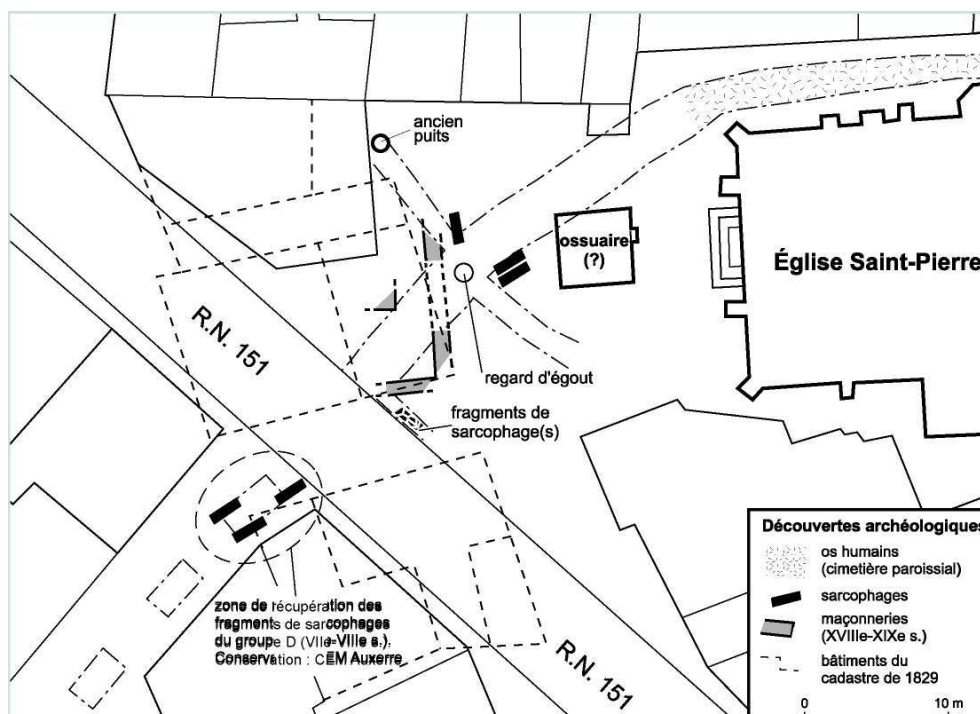 ancien
puits
ossuaire
(?)
Église Saint-Pierre
R.N. 151
regard d'égout
fragments de
sarcophage(s)
zone de récupération des
fragments de sarcophages
du groupe D (VIIe-VIIIe s.).
Conservation : CEM Auxerre
R.N. 151
Découvertes archéologiques
os humains
(cimetière paroissial)
sarcophages
maçonneries
(XVIIIe-XIXe s.)
bâtiments du
cadastre de 1829
0 10 m